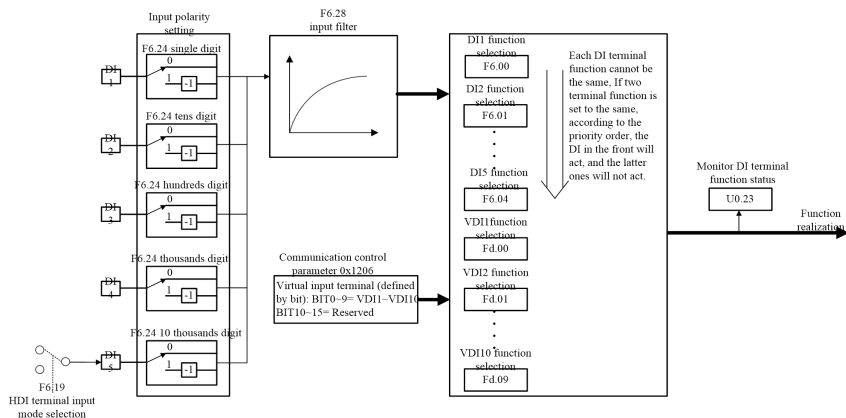 Input polarity
setting
F6.24 single digit
0
1
-1
DI
1
F6.24 tens digit
0
1
-1
DI
2
F6.24 hundreds digit
0
1
-1
DI
3
F6.24 thousands digit
0
1
-1
DI
4
F6.24 10 thousands digit
0
1
-1
DI
5
F6.19
HDI terminal input
mode selection
F6.28
input filter
Communication control
parameter 0x1206
Virtual input terminal (defined
by bit): BIT0~9= VDI1~VDI10
BIT10~15= Reserved
DI1 function
selection
F6.00
DI2 function
selection
F6.01
DI5 function
selection
F6.04
VDI1function
selection
Fd.00
VDI2 function
selection
Fd.01
VDI10 function
selection
Fd.09
Each DI terminal
function cannot be
the same, If two
terminal function is
set to the same,
according to the
priority order, the
DI in the front will
act, and the latter
ones will not act.
Monitor DI terminal
function status
U0.23
Function
realization